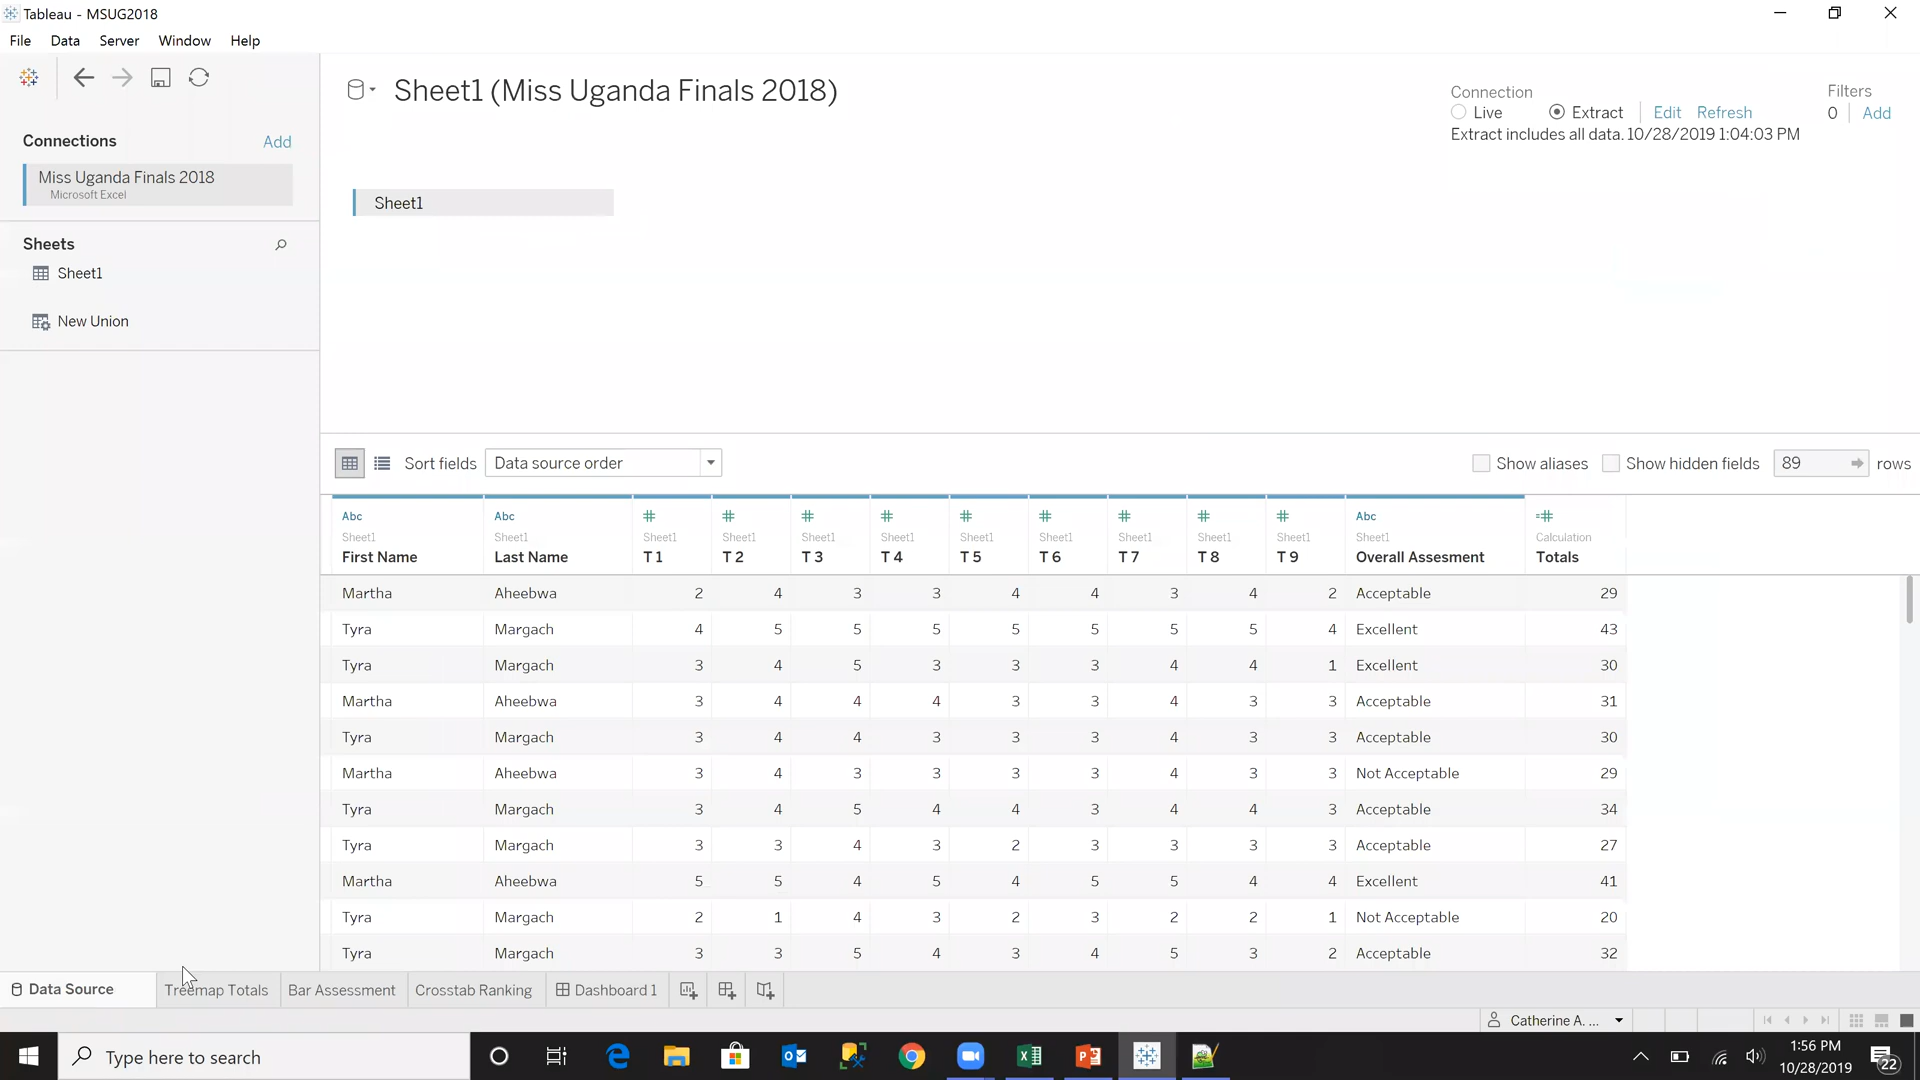 Tableau - MSUG2018
File Data Server Window Help
Sheet1 (Miss Uganda Finals 2018)
Connection
Live Extract Edit Refresh
Extract includes all data. 10/28/2019 1:04:03 PM
Filters
0 Add
Connections Add
Miss Uganda Finals 2018
Microsoft Excel
Sheet1
Sheets
Sheet1
New Union
Sort fields Data source order Show aliases Show hidden fields 89 rows
Abc Abc # # # # # # # # # Abc =#
Sheet1 Sheet1 Sheet1 Sheet1 Sheet1 Sheet1 Sheet1 Sheet1 Sheet1 Sheet1 Sheet1 Sheet1 Calculation
First Name Last Name T 1 T 2 T 3 T 4 T 5 T 6 T 7 T 8 T 9 Overall Assesment Totals
Martha Aheebwa 2 4 3 3 4 4 3 4 2 Acceptable 29
Tyra Margach 4 5 5 5 5 5 5 5 4 Excellent 43
Tyra Margach 3 4 5 3 3 3 4 4 1 Excellent 30
Martha Aheebwa 3 4 4 4 3 3 4 3 3 Acceptable 31
Tyra Margach 3 4 4 3 3 3 4 3 3 Acceptable 30
Martha Aheebwa 3 4 3 3 3 3 4 3 3 Not Acceptable 29
Tyra Margach 3 4 5 4 4 3 4 4 3 Acceptable 34
Tyra Margach 3 3 4 3 2 3 3 3 3 Acceptable 27
Martha Aheebwa 5 5 4 5 4 5 5 4 4 Excellent 41
Tyra Margach 2 1 4 3 2 3 2 2 1 Not Acceptable 20
Tyra Margach 3 3 5 4 3 4 5 3 2 Acceptable 32
Data Source Treemap Totals Bar Assessment Crosstab Ranking Dashboard 1
Catherine A. ...
Type here to search
1:56 PM
10/28/2019
22